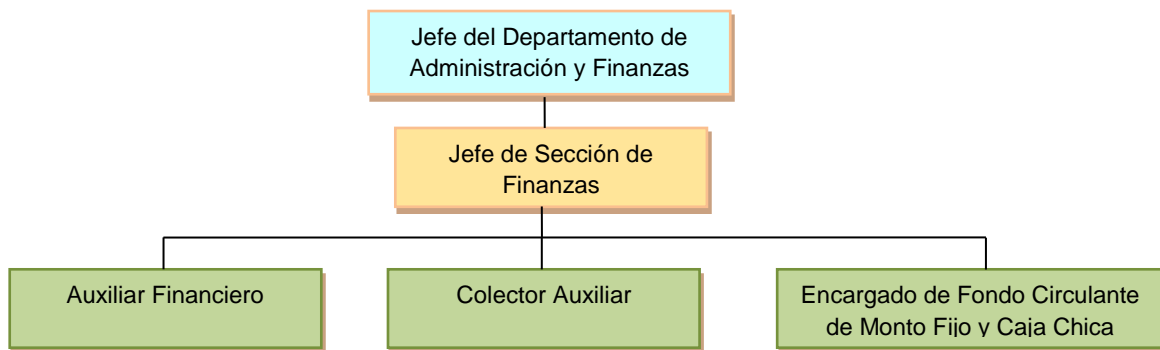 Jefe del Departamento de
Administración y Finanzas
Jefe de Sección de
Finanzas
Auxiliar Financiero
Colector Auxiliar
Encargado de Fondo Circulante
de Monto Fijo y Caja Chica